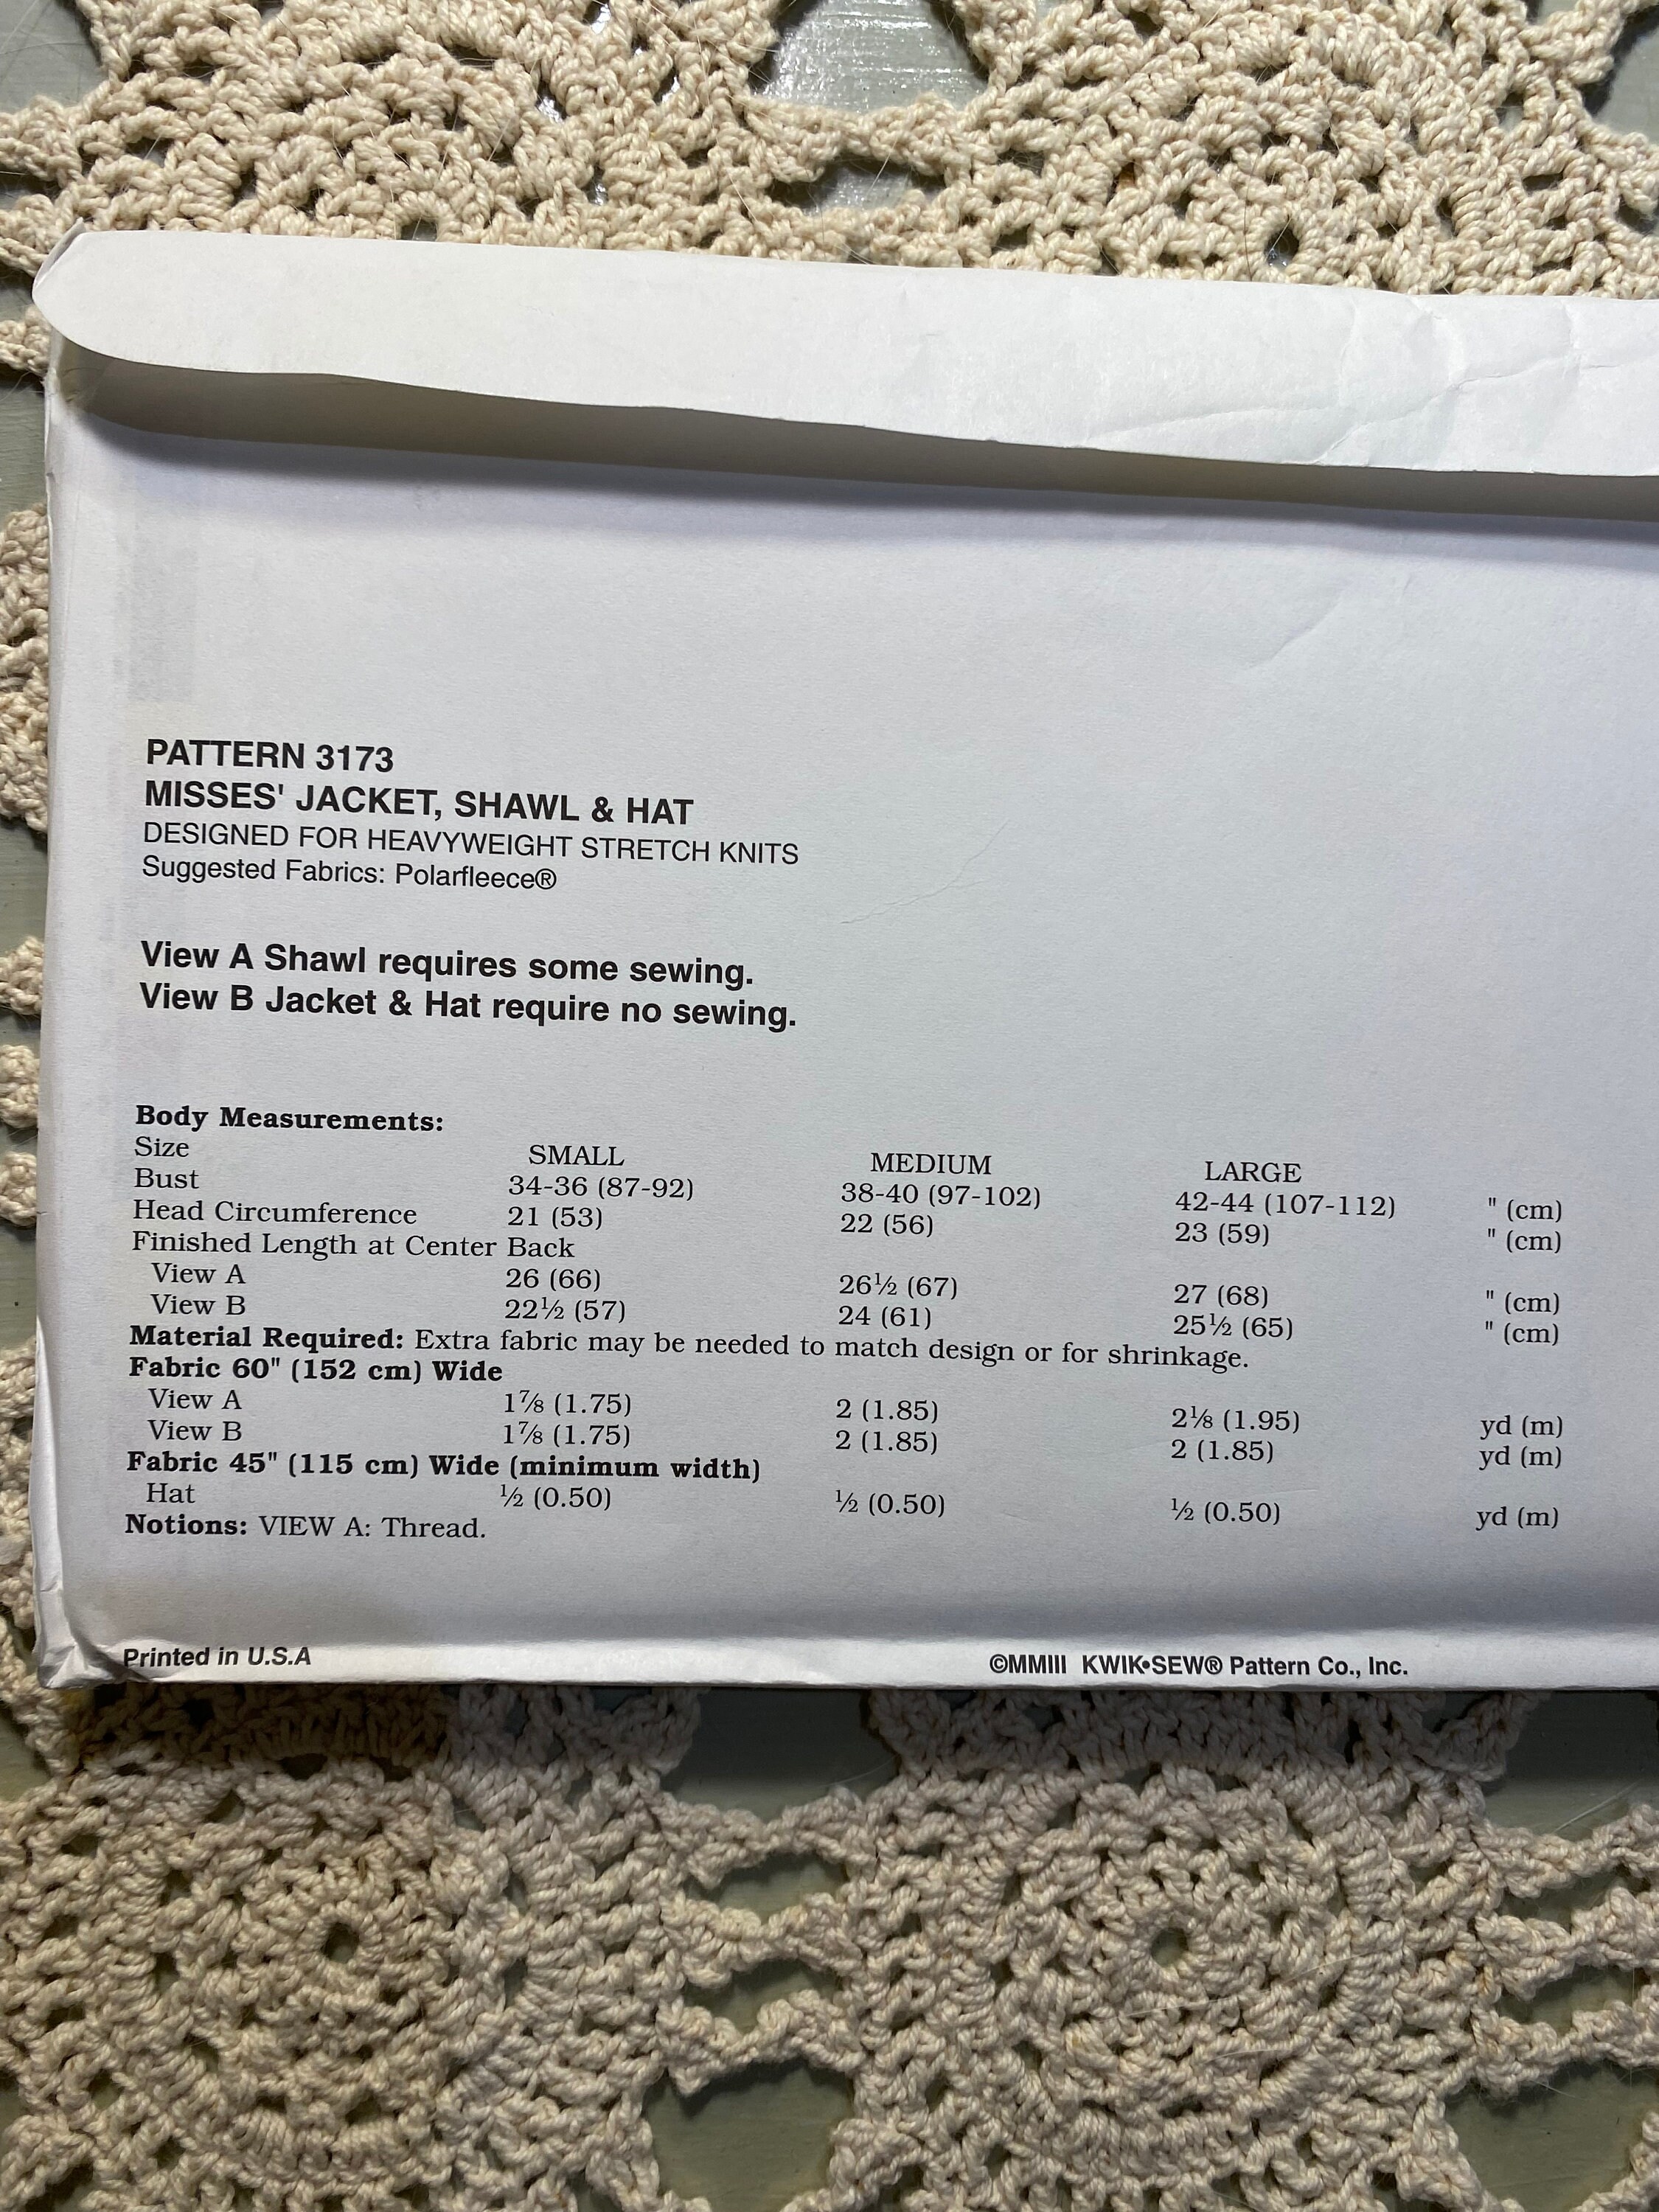 PATTERN 3173
MISSES' JACKET, SHAWL & HAT
DESIGNED FOR HEAVYWEIGHT STRETCH KNITS
Suggested Fabrics: Polarfleece®
View A Shawl requires some sewing.
View B Jacket & Hat require no sewing.
Body Measurements:
Size SMALL MEDIUM LARGE
Bust 34-36 (87-92) 38-40 (97-102) 42-44 (107-112) " (cm)
Head Circumference 21 (53) 22 (56) 23 (59) " (cm)
Finished Length at Center Back
View A 26 (66) 26½ (67) 27 (68) " (cm)
View B 22½ (57) 24 (61) 25½ (65) " (cm)
Material Required: Extra fabric may be needed to match design or for shrinkage.
Fabric 60" (152 cm) Wide
View A 1⅞ (1.75) 2 (1.85) 2⅛ (1.95) yd (m)
View B 1⅞ (1.75) 2 (1.85) 2 (1.85) yd (m)
Fabric 45" (115 cm) Wide (minimum width)
Hat ½ (0.50) ½ (0.50) ½ (0.50) yd (m)
Notions: VIEW A: Thread.
Printed in U.S.A ©MMIII KWIK•SEW® Pattern Co., Inc.